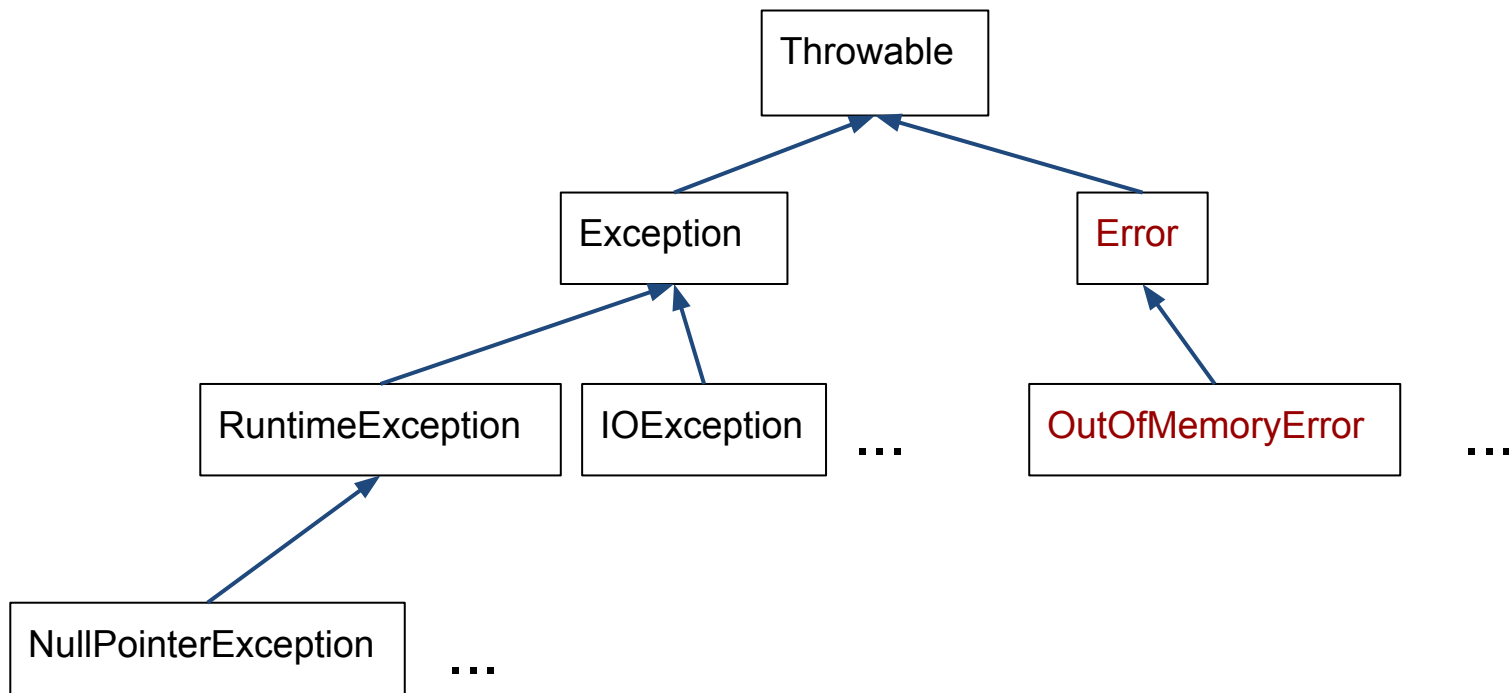 Throwable
Exception
Error
RuntimeException
IOException
...
OutOfMemoryError
...
NullPointerException
...